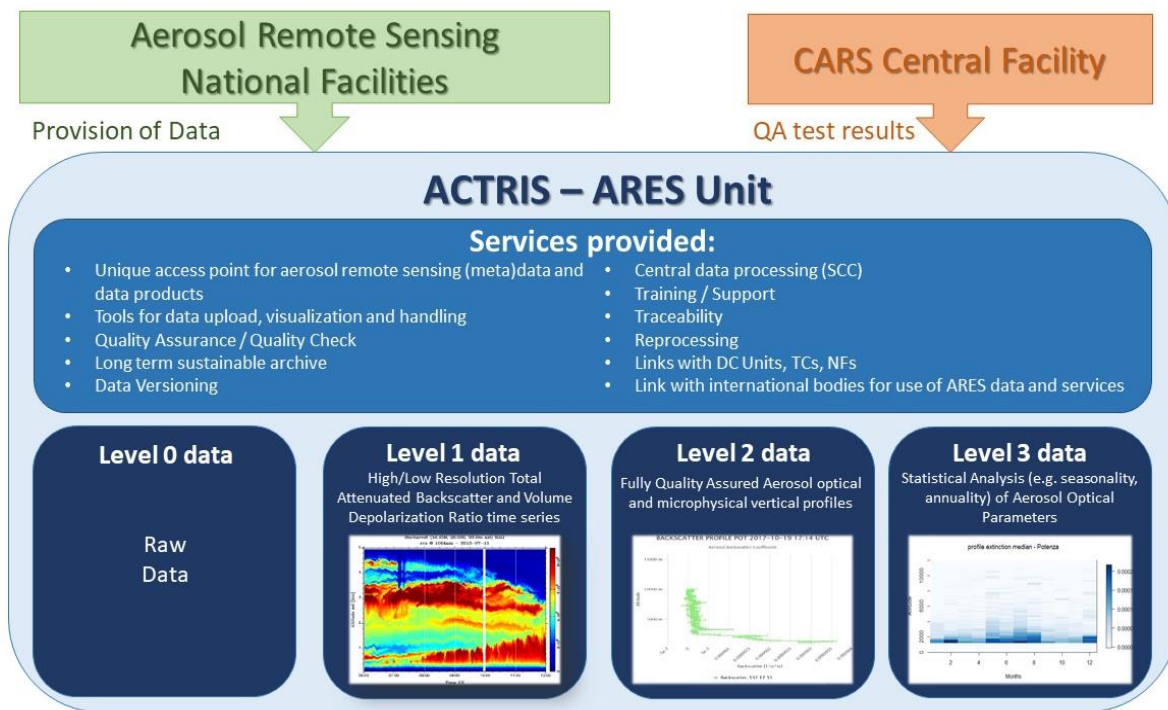 Aerosol Remote Sensing
National Facilities
CARS Central Facility
Provision of Data
QA test results
ACTRIS – ARES Unit
Services provided:
• Unique access point for aerosol remote sensing (meta)data and
data products
• Tools for data upload, visualization and handling
• Quality Assurance / Quality Check
• Long term sustainable archive
• Data Versioning
• Central data processing (SCC)
• Training / Support
• Traceability
• Reprocessing
• Links with DC Units, TCs, NFs
• Link with international bodies for use of ARES data and services
Level 0 data
Raw
Data
Level 1 data
High/Low Resolution Total
Attenuated Backscatter and Volume
Depolarization Ratio time series
Level 2 data
Fully Quality Assured Aerosol optical
and microphysical vertical profiles
BACKSCATTER PROFILE POT 2017-10-19 17:14 UTC
Aerosol Backscatter Coefficient
Altitude
Level 3 data
Statistical Analysis (e.g. seasonality,
annuality) of Aerosol Optical
Parameters
profile extinction median - Potenza
10000
6000
2000
0
2 4 6 8 10 12
Months